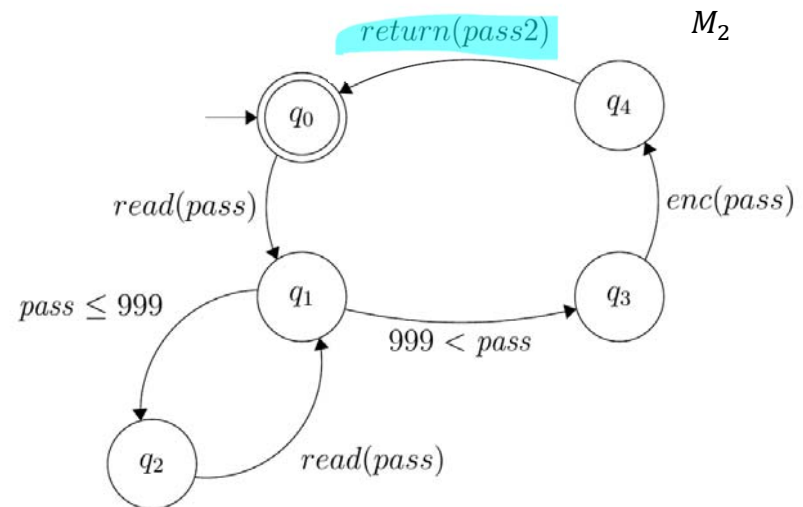 return(pass2)
M₂
q₀
q₄
read(pass)
enc(pass)
pass ≤ 999
q₁
q₃
999 < pass
q₂
read(pass)